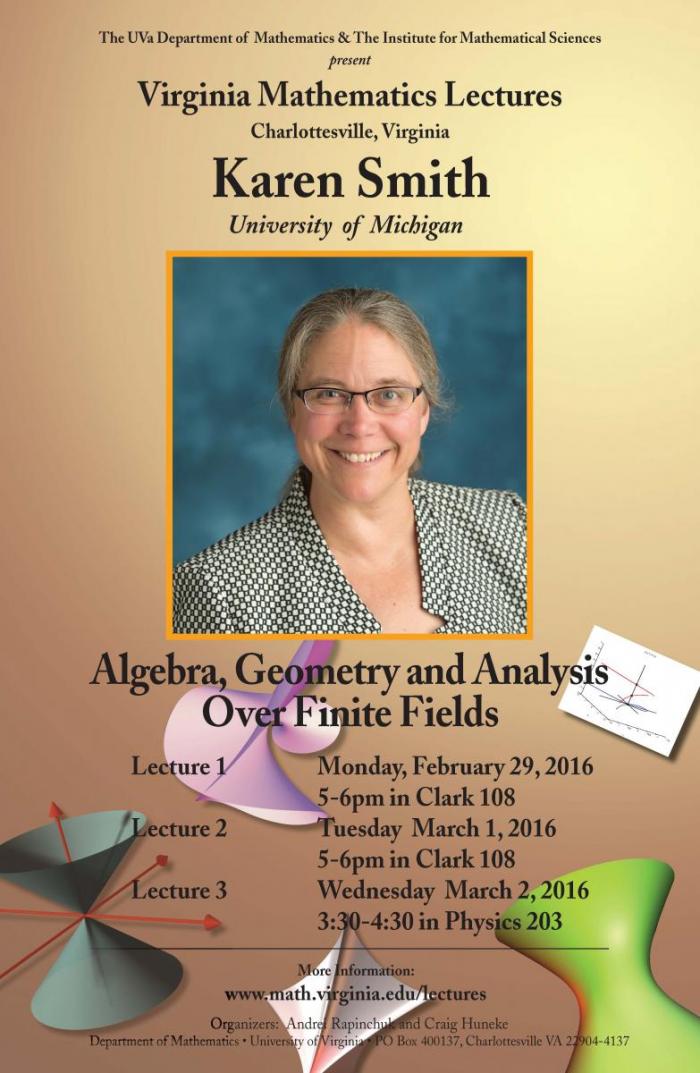 The UVa Department of Mathematics & The Institute for Mathematical Sciences
present
Virginia Mathematics Lectures
Charlottesville, Virginia
Karen Smith
University of Michigan
Algebra, Geometry and Analysis
Over Finite Fields
Lecture 1 Monday, February 29, 2016
5-6pm in Clark 108
Lecture 2 Tuesday March 1, 2016
5-6pm in Clark 108
Lecture 3 Wednesday March 2, 2016
3:30-4:30 in Physics 203
More Information:
www.math.virginia.edu/lectures
Organizers: Andrei Rapinchuk and Craig Huneke
Department of Mathematics • University of Virginia • PO Box 400137, Charlottesville VA 22904-4137